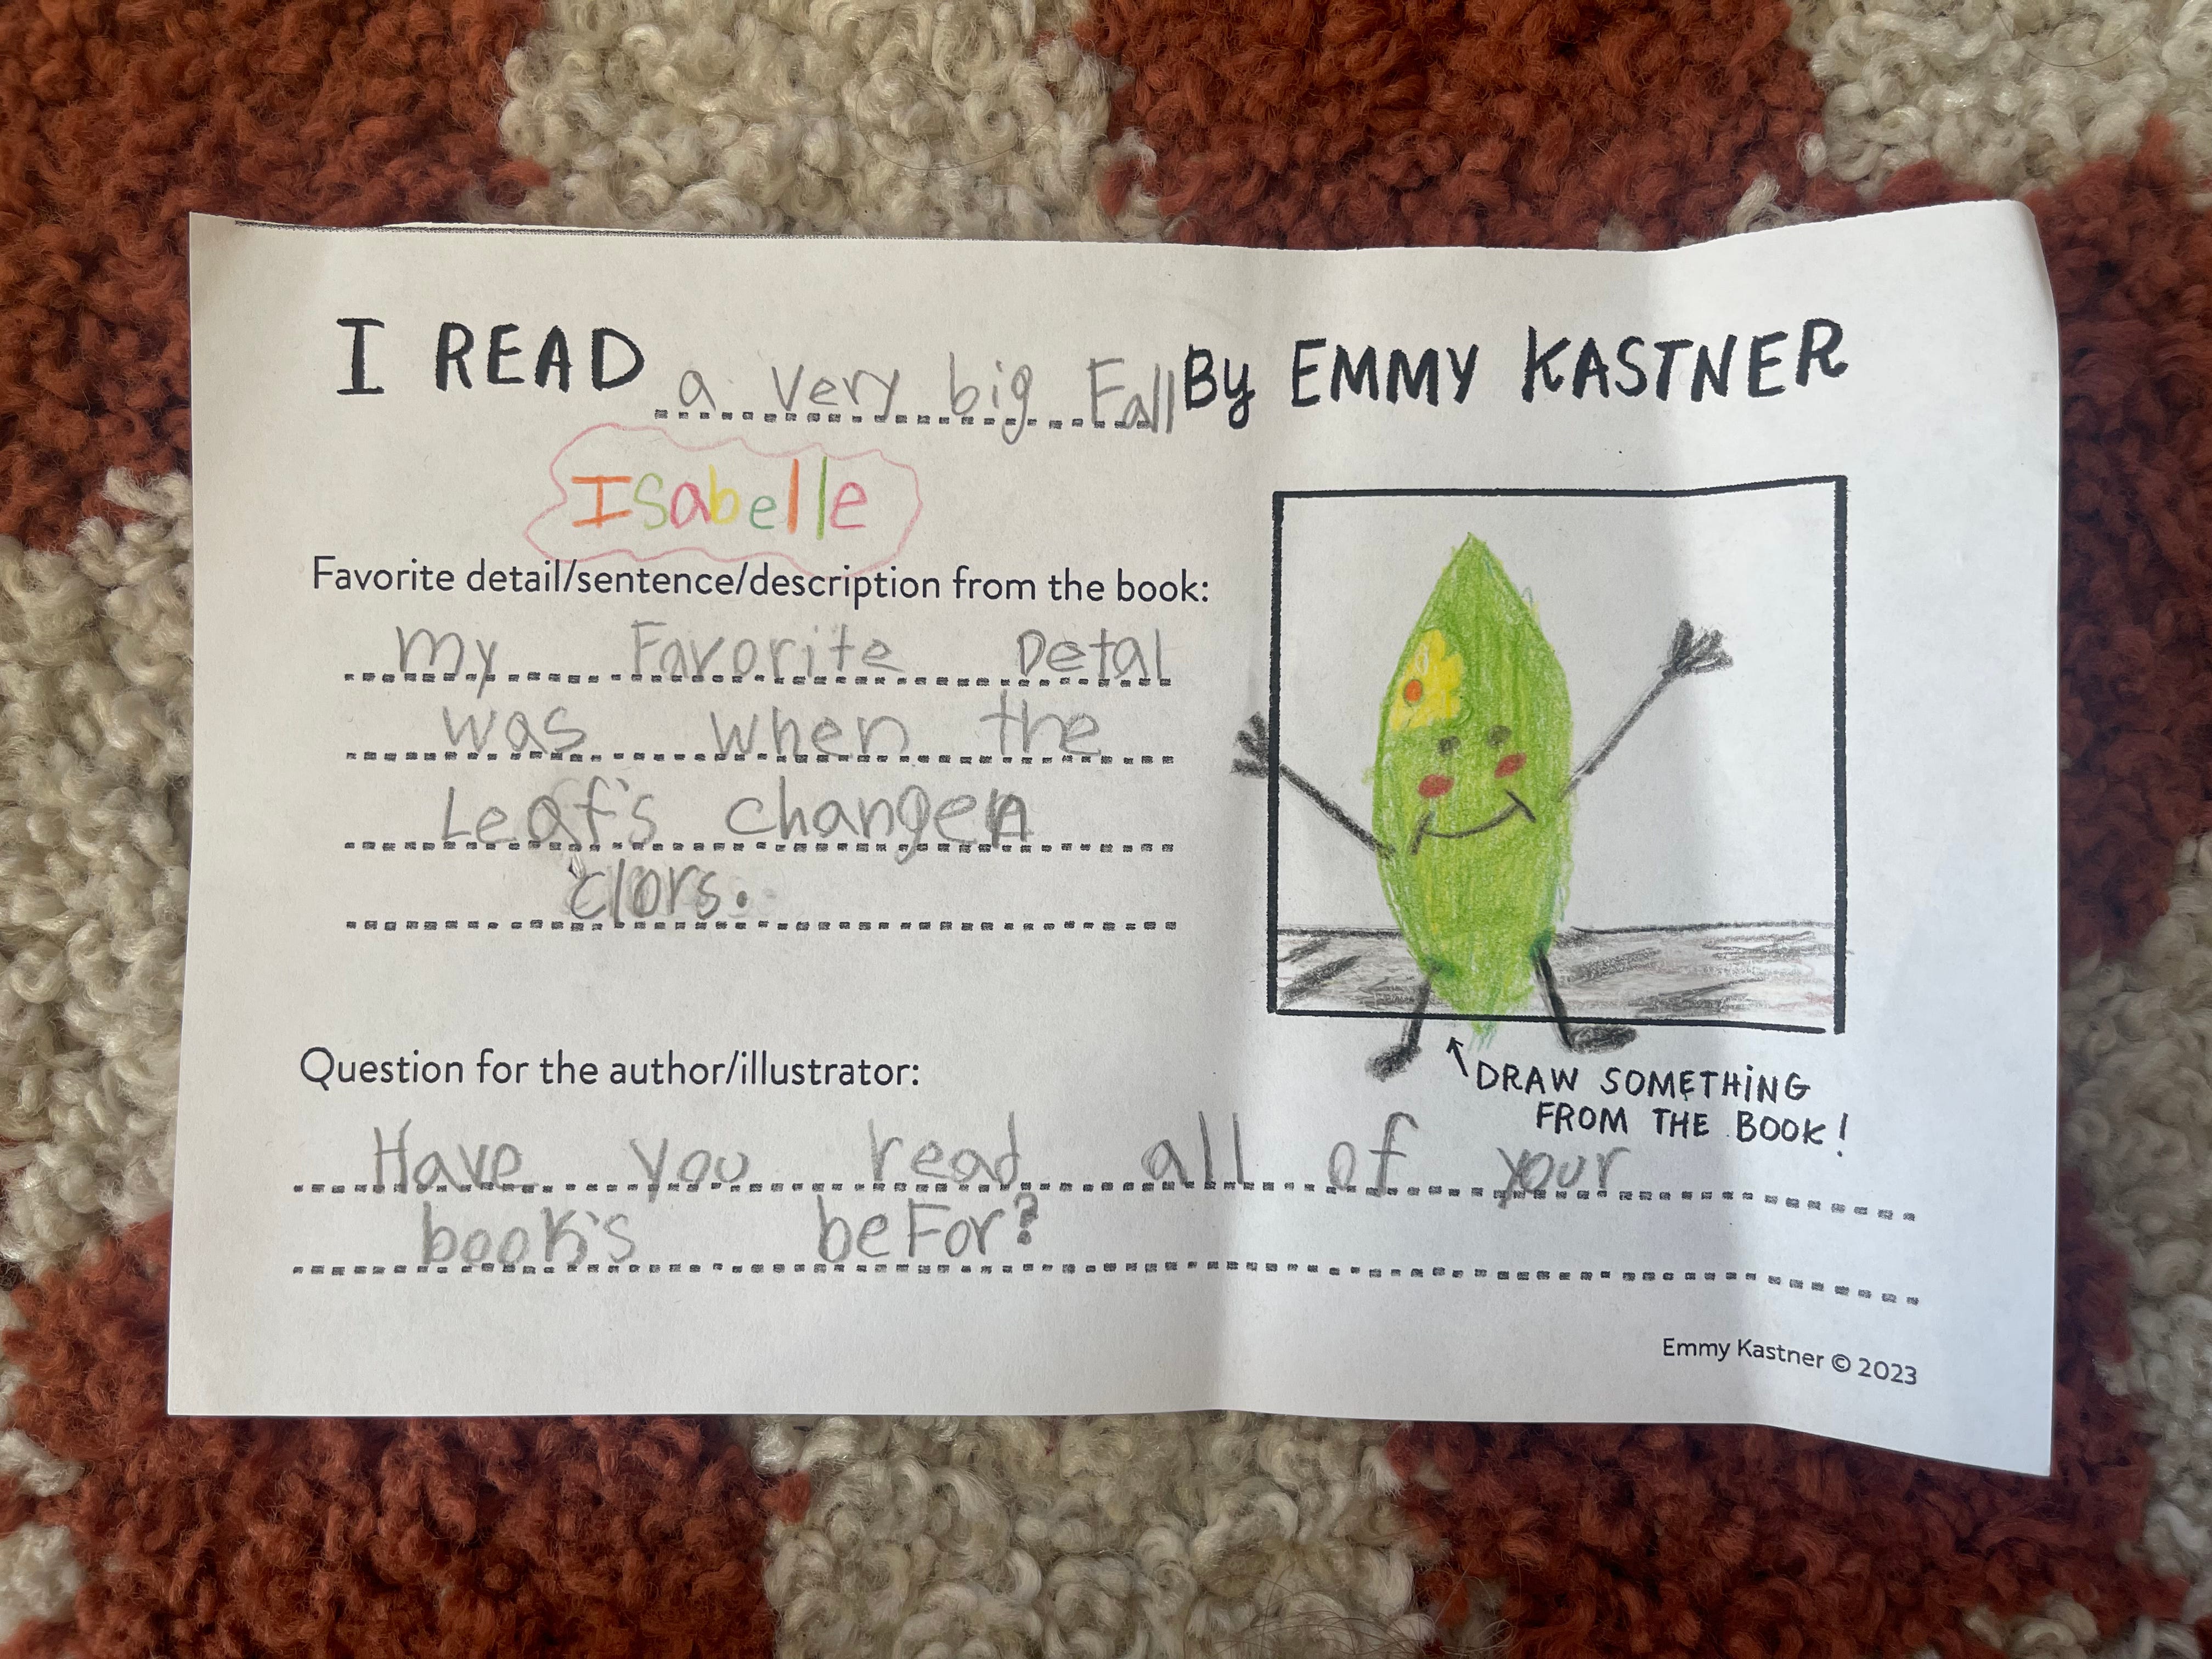 I READ a very big Fall By EMMY KASTNER
Isabelle
Favorite detail/sentence/description from the book:
My Favorite Detal
was when the
Leaf's change
clors.
Question for the author/illustrator:
Have you read all of your
book's beFor?
DRAW SOMETHING
FROM THE BOOK!
Emmy Kastner © 2023